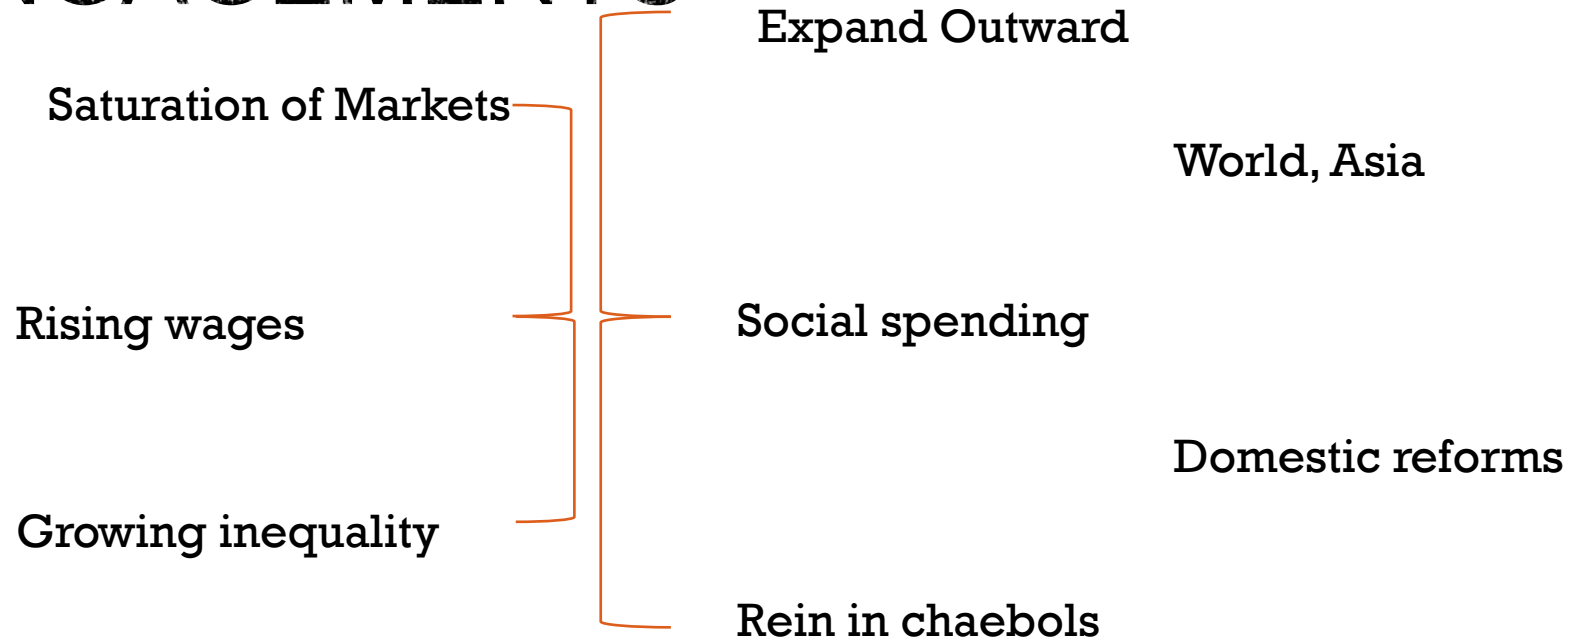 Expand Outward
Saturation of Markets
World, Asia
Rising wages
Social spending
Domestic reforms
Growing inequality
Rein in chaebols